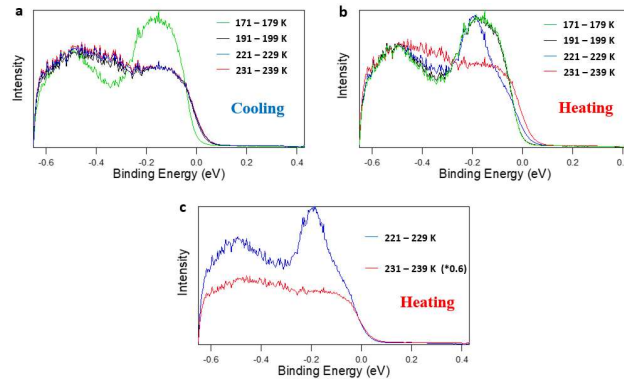 a
171 – 179 K
191 – 199 K
221 – 229 K
231 – 239 K
Cooling
Intensity
-0.6 -0.4 -0.2 0.0 0.2 0.4
Binding Energy (eV)
b
171 – 179 K
191 – 199 K
221 – 229 K
231 – 239 K
Heating
Intensity
-0.6 -0.4 -0.2 0.0 0.2 0.4
Binding Energy (eV)
c
221 – 229 K
231 – 239 K (*0.6)
Heating
Intensity
-0.6 -0.4 -0.2 0.0 0.2 0.4
Binding Energy (eV)